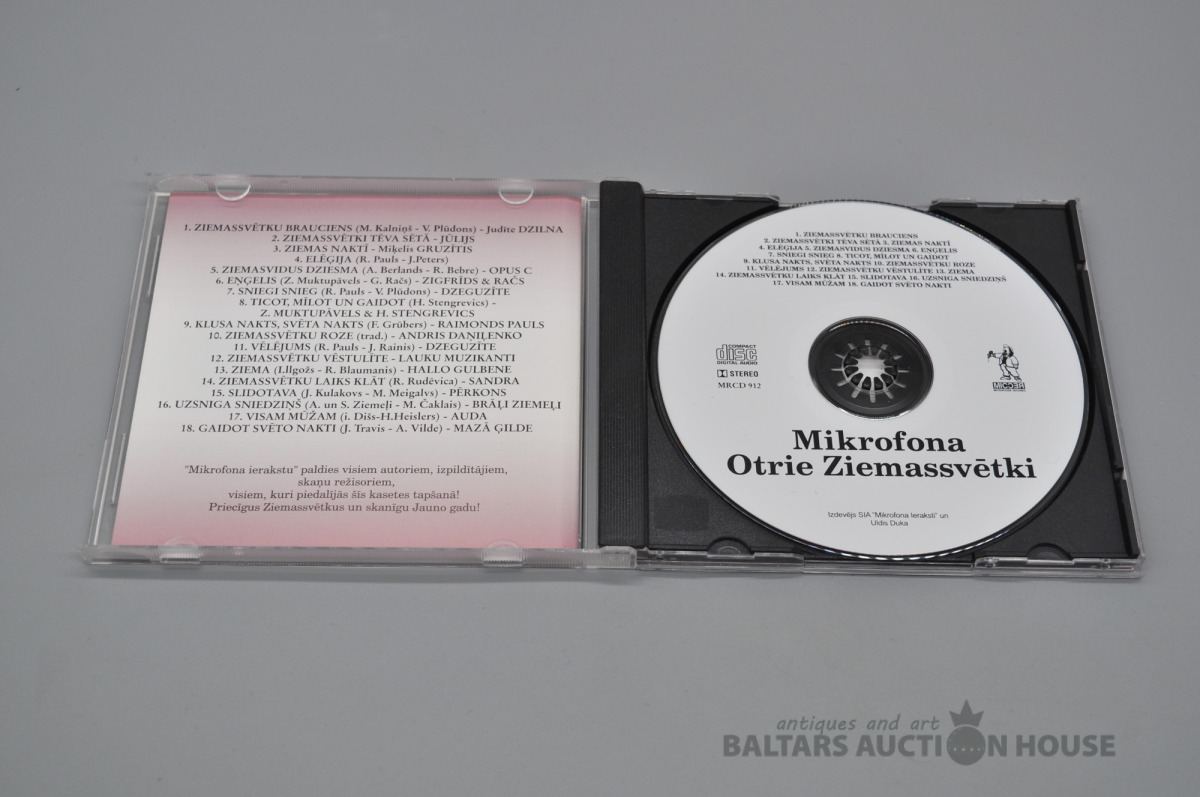 1. ZIEMASSVĒTKU BRAUCIENS (M. Kalniņš - V. Plūdons) - Judīte DZILNA
2. ZIEMASSVĒTKI TĒVA SĒTĀ - JŪLIJS
3. ZIEMAS NAKTĪ - Miķelis GRUZĪTIS
4. ELĒĢIJA (R. Pauls - J.Peters)
5. ZIEMASVIDUS DZIESMA (A. Berlands - R. Bebre) - OPUS C
6. EŅĢELIS (Z. Muktupāvels - G. Račs) - ZIGFRĪDS & RAČS
7. SNIEGI SNIEG (R. Pauls - V. Plūdons) - DZEGUZĪTE
8. TICOT, MĪLOT UN GAIDOT (H. Stengrevics) -
Z. MUKTUPĀVELS & H. STENGREVICS
9. KLUSA NAKTS, SVĒTA NAKTS (F. Grūbers) - RAIMONDS PAULS
10. ZIEMASSVĒTKU ROZE (trad.) - ANDRIS DAŅIĻENKO
11. VĒLĒJUMS (R. Pauls - J. Rainis) - DZEGUZĪTE
12. ZIEMASSVĒTKU VĒSTULĪTE - LAUKU MUZIKANTI
13. ZIEMA (I.Ilgožs - R. Blaumanis) - HALLO GULBENE
14. ZIEMASSVĒTKU LAIKS KLĀT (R. Rudēvica) - SANDRA
15. SLIDOTAVA (J. Kulakovs - M. Meigalvs) - PĒRKONS
16. UZSNIGA SNIEDZIŅŠ (A. un S. Ziemeļi - M. Čaklais) - BRĀĻI ZIEMEĻI
17. VISAM MŪŽAM (i. Dišs-H.Heislers) - AUDA
18. GAIDOT SVĒTO NAKTI (J. Travis - A. Vilde) - MAZĀ ĢILDE
"Mikrofona ierakstu" paldies visiem autoriem, izpildītājiem,
skaņu režisoriem,
visiem, kuri piedalījās šīs kasetes tapšanā!
Priecīgus Ziemassvētkus un skanīgu Jauno gadu!
1. ZIEMASSVĒTKU BRAUCIENS
2. ZIEMASSVĒTKI TĒVA SĒTĀ 3. ZIEMAS NAKTĪ
4. ELĒĢIJA 5. ZIEMASVIDUS DZIESMA 6. EŅĢELIS
7. SNIEGI SNIEG 8. TICOT, MĪLOT UN GAIDOT
9. KLUSA NAKTS, SVĒTA NAKTS 10. ZIEMASSVĒTKU ROZE
11. VĒLĒJUMS 12. ZIEMASSVĒTKU VĒSTULĪTE 13. ZIEMA
14. ZIEMASSVĒTKU LAIKS KLĀT 15. SLIDOTAVA 16. UZSNIGA SNIEDZIŅŠ
17. VISAM MŪŽAM 18. GAIDOT SVĒTO NAKTI
COMPACT
disc
DIGITAL AUDIO
STEREO
MRCD 912
Mikrofona
Otrie Ziemassvētki
Izdevējs SIA "Mikrofona Ieraksti" un
Uldis Duka
antiques and art
BALTARS AUCTION HOUSE